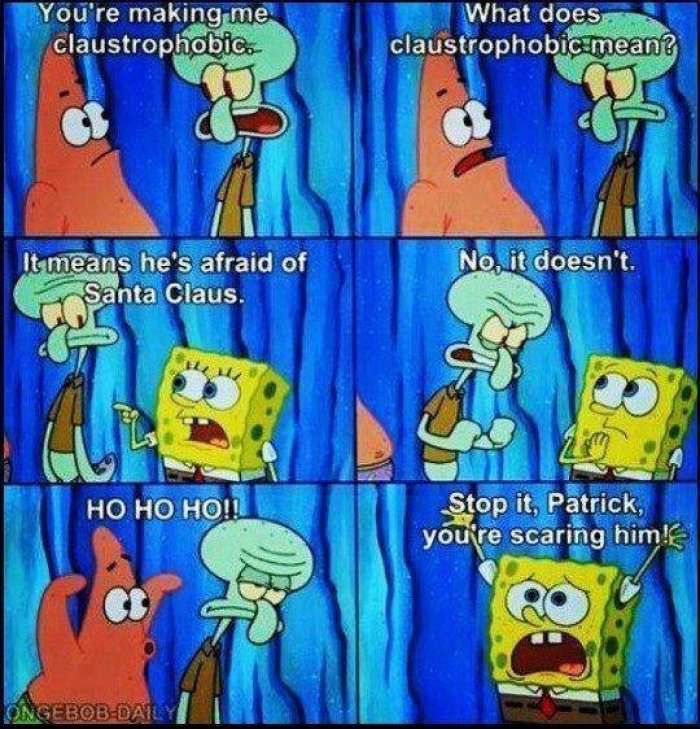 You're making me
claustrophobic.
What does
claustrophobic mean?
It means he's afraid of
Santa Claus.
No, it doesn't.
HO HO HO!!
Stop it, Patrick,
you're scaring him!
ONGEBOB-DAILY